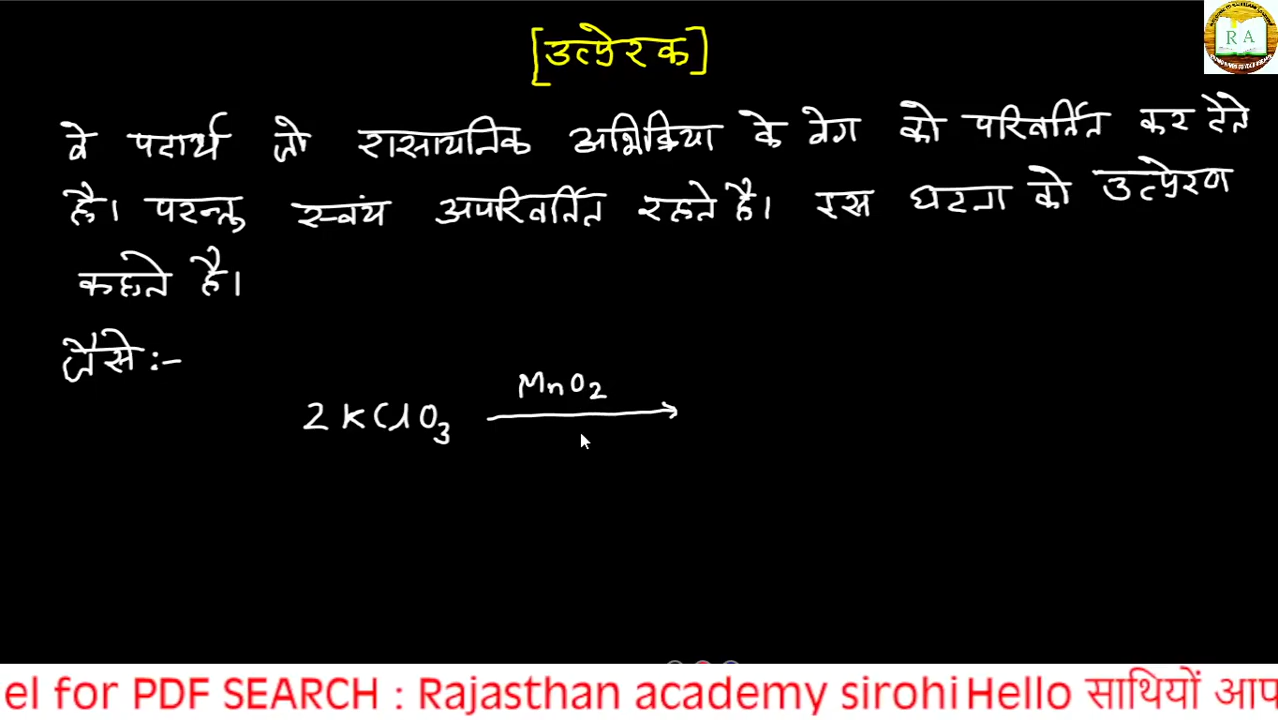 [उत्प्रेरक]
R A
वे पदार्थ जो रासायनिक अभिक्रिया के वेग को परिवर्तित कर देते
है। परन्तु स्वंय अपरिवर्तित रहते है। इस घटना को उत्प्रेरण
कहते है।
जैसे:-
MnO2
2KClO3
el for PDF SEARCH : Rajasthan academy sirohi Hello साथियों आप